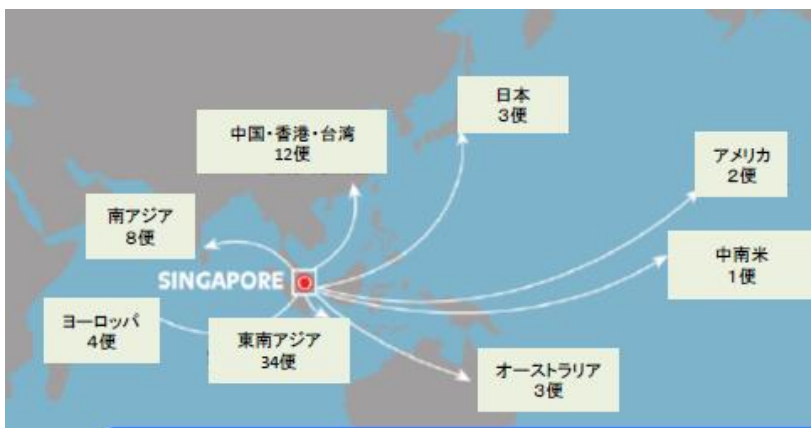 日本
３便
中国・香港・台湾
12便
アメリカ
２便
南アジア
８便
中南米
１便
SINGAPORE
ヨーロッパ
４便
東南アジア
34便
オーストラリア
３便